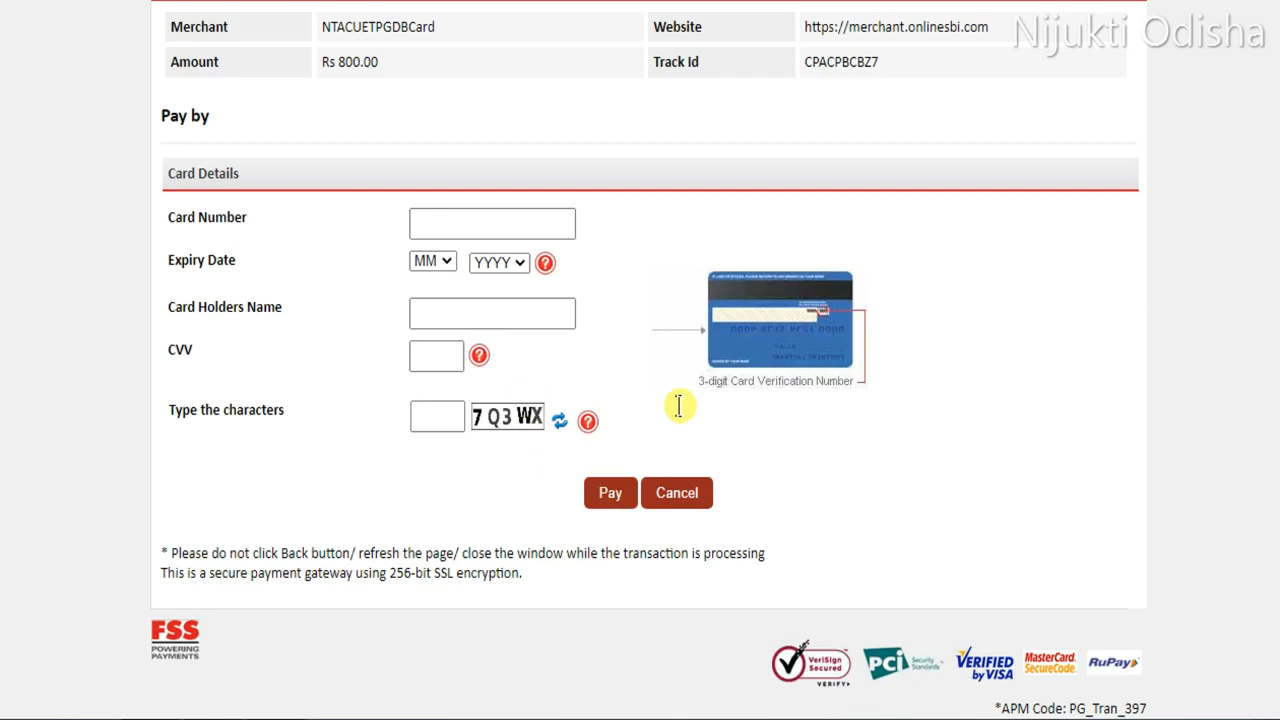 Merchant NTACUETPGDBCard Website https://merchant.onlinesbi.com
Nijukti Odisha
Amount Rs 800.00 Track Id CPACPBCBZ7
Pay by
Card Details
Card Number
Expiry Date MM YYYY ?
Card Holders Name
CVV ?
3-digit Card Verification Number
Type the characters 7 Q3 WX ?
Pay Cancel
* Please do not click Back button/ refresh the page/ close the window while the transaction is processing
This is a secure payment gateway using 256-bit SSL encryption.
FSS
POWERING
PAYMENTS
VeriSign
Secured
VERIFY
PCI Security
Standards
VERIFIED
by VISA
MasterCard.
SecureCode.
RuPay
*APM Code: PG_Tran_397